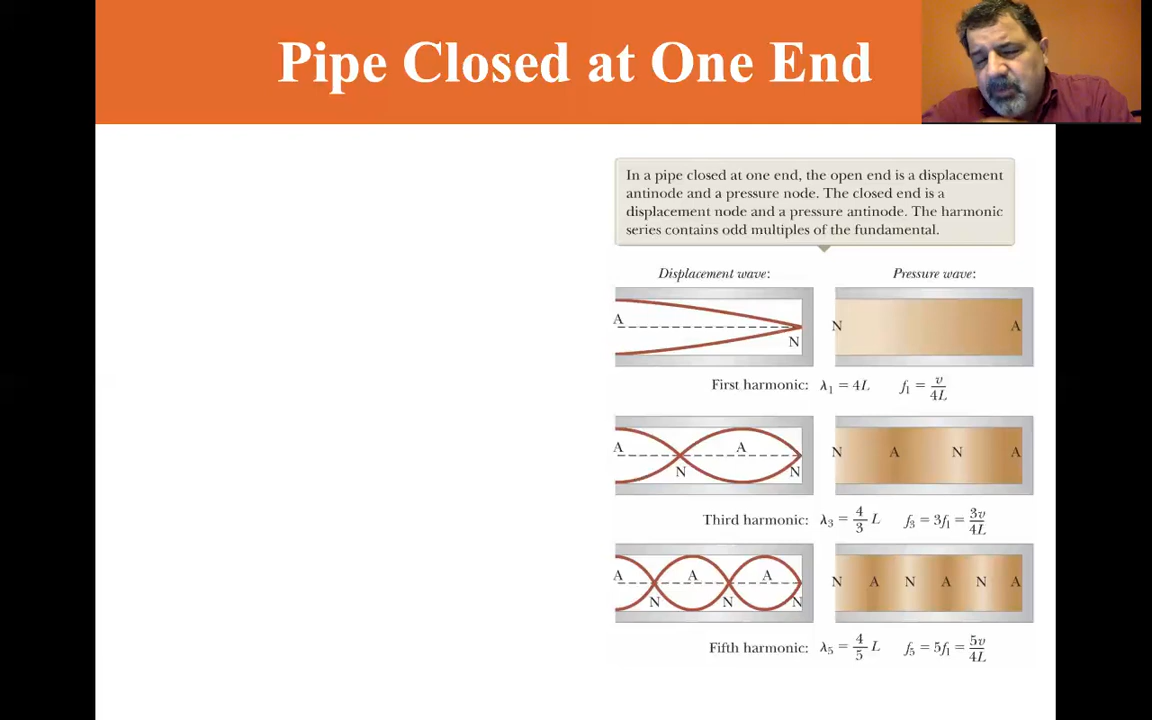 Pipe Closed at One End
In a pipe closed at one end, the open end is a displacement
antinode and a pressure node. The closed end is a
displacement node and a pressure antinode. The harmonic
series contains odd multiples of the fundamental.
Displacement wave: Pressure wave:
A N N A
First harmonic: λ₁ = 4L f₁ = v/4L
A N A N N A N A
Third harmonic: λ₃ = 4/3 L f₃ = 3f₁ = 3v/4L
A N A N A N N A N A N A
Fifth harmonic: λ₅ = 4/5 L f₅ = 5f₁ = 5v/4L